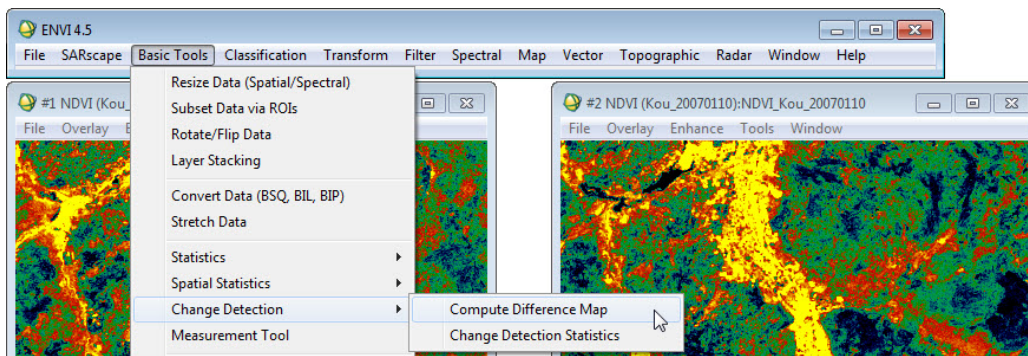 ENVI 4.5
File SARscape Basic Tools Classification Transform Filter Spectral Map Vector Topographic Radar Window Help
#1 NDVI (Kou_
File Overlay
Resize Data (Spatial/Spectral)
Subset Data via ROIs
Rotate/Flip Data
Layer Stacking
Convert Data (BSQ, BIL, BIP)
Stretch Data
Statistics
Spatial Statistics
Change Detection
Measurement Tool
Compute Difference Map
Change Detection Statistics
#2 NDVI (Kou_20070110):NDVI_Kou_20070110
File Overlay Enhance Tools Window